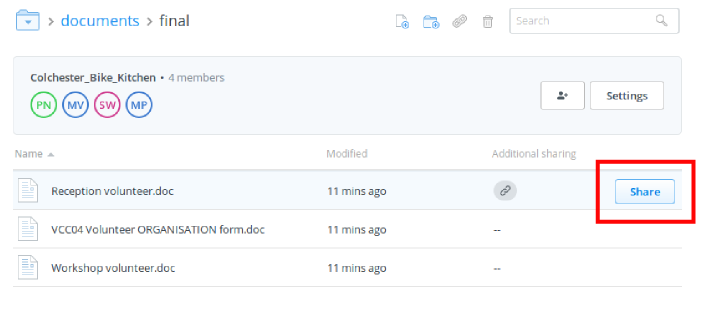 > documents > final
Search
Colchester_Bike_Kitchen • 4 members
PN MV SW MP
Settings
Name Modified Additional sharing
Reception volunteer.doc 11 mins ago Share
VCC04 Volunteer ORGANISATION form.doc 11 mins ago --
Workshop volunteer.doc 11 mins ago --